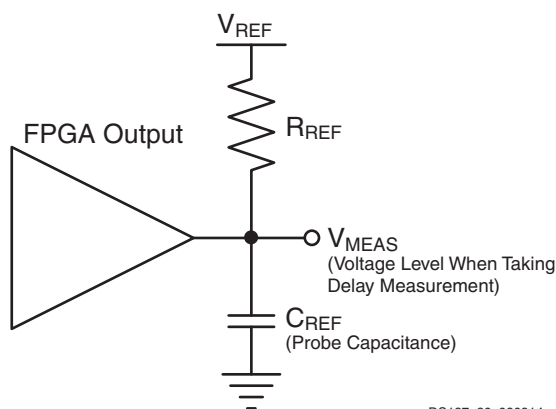 VREF
RREF
FPGA Output
VMEAS
(Voltage Level When Taking
Delay Measurement)
CREF
(Probe Capacitance)